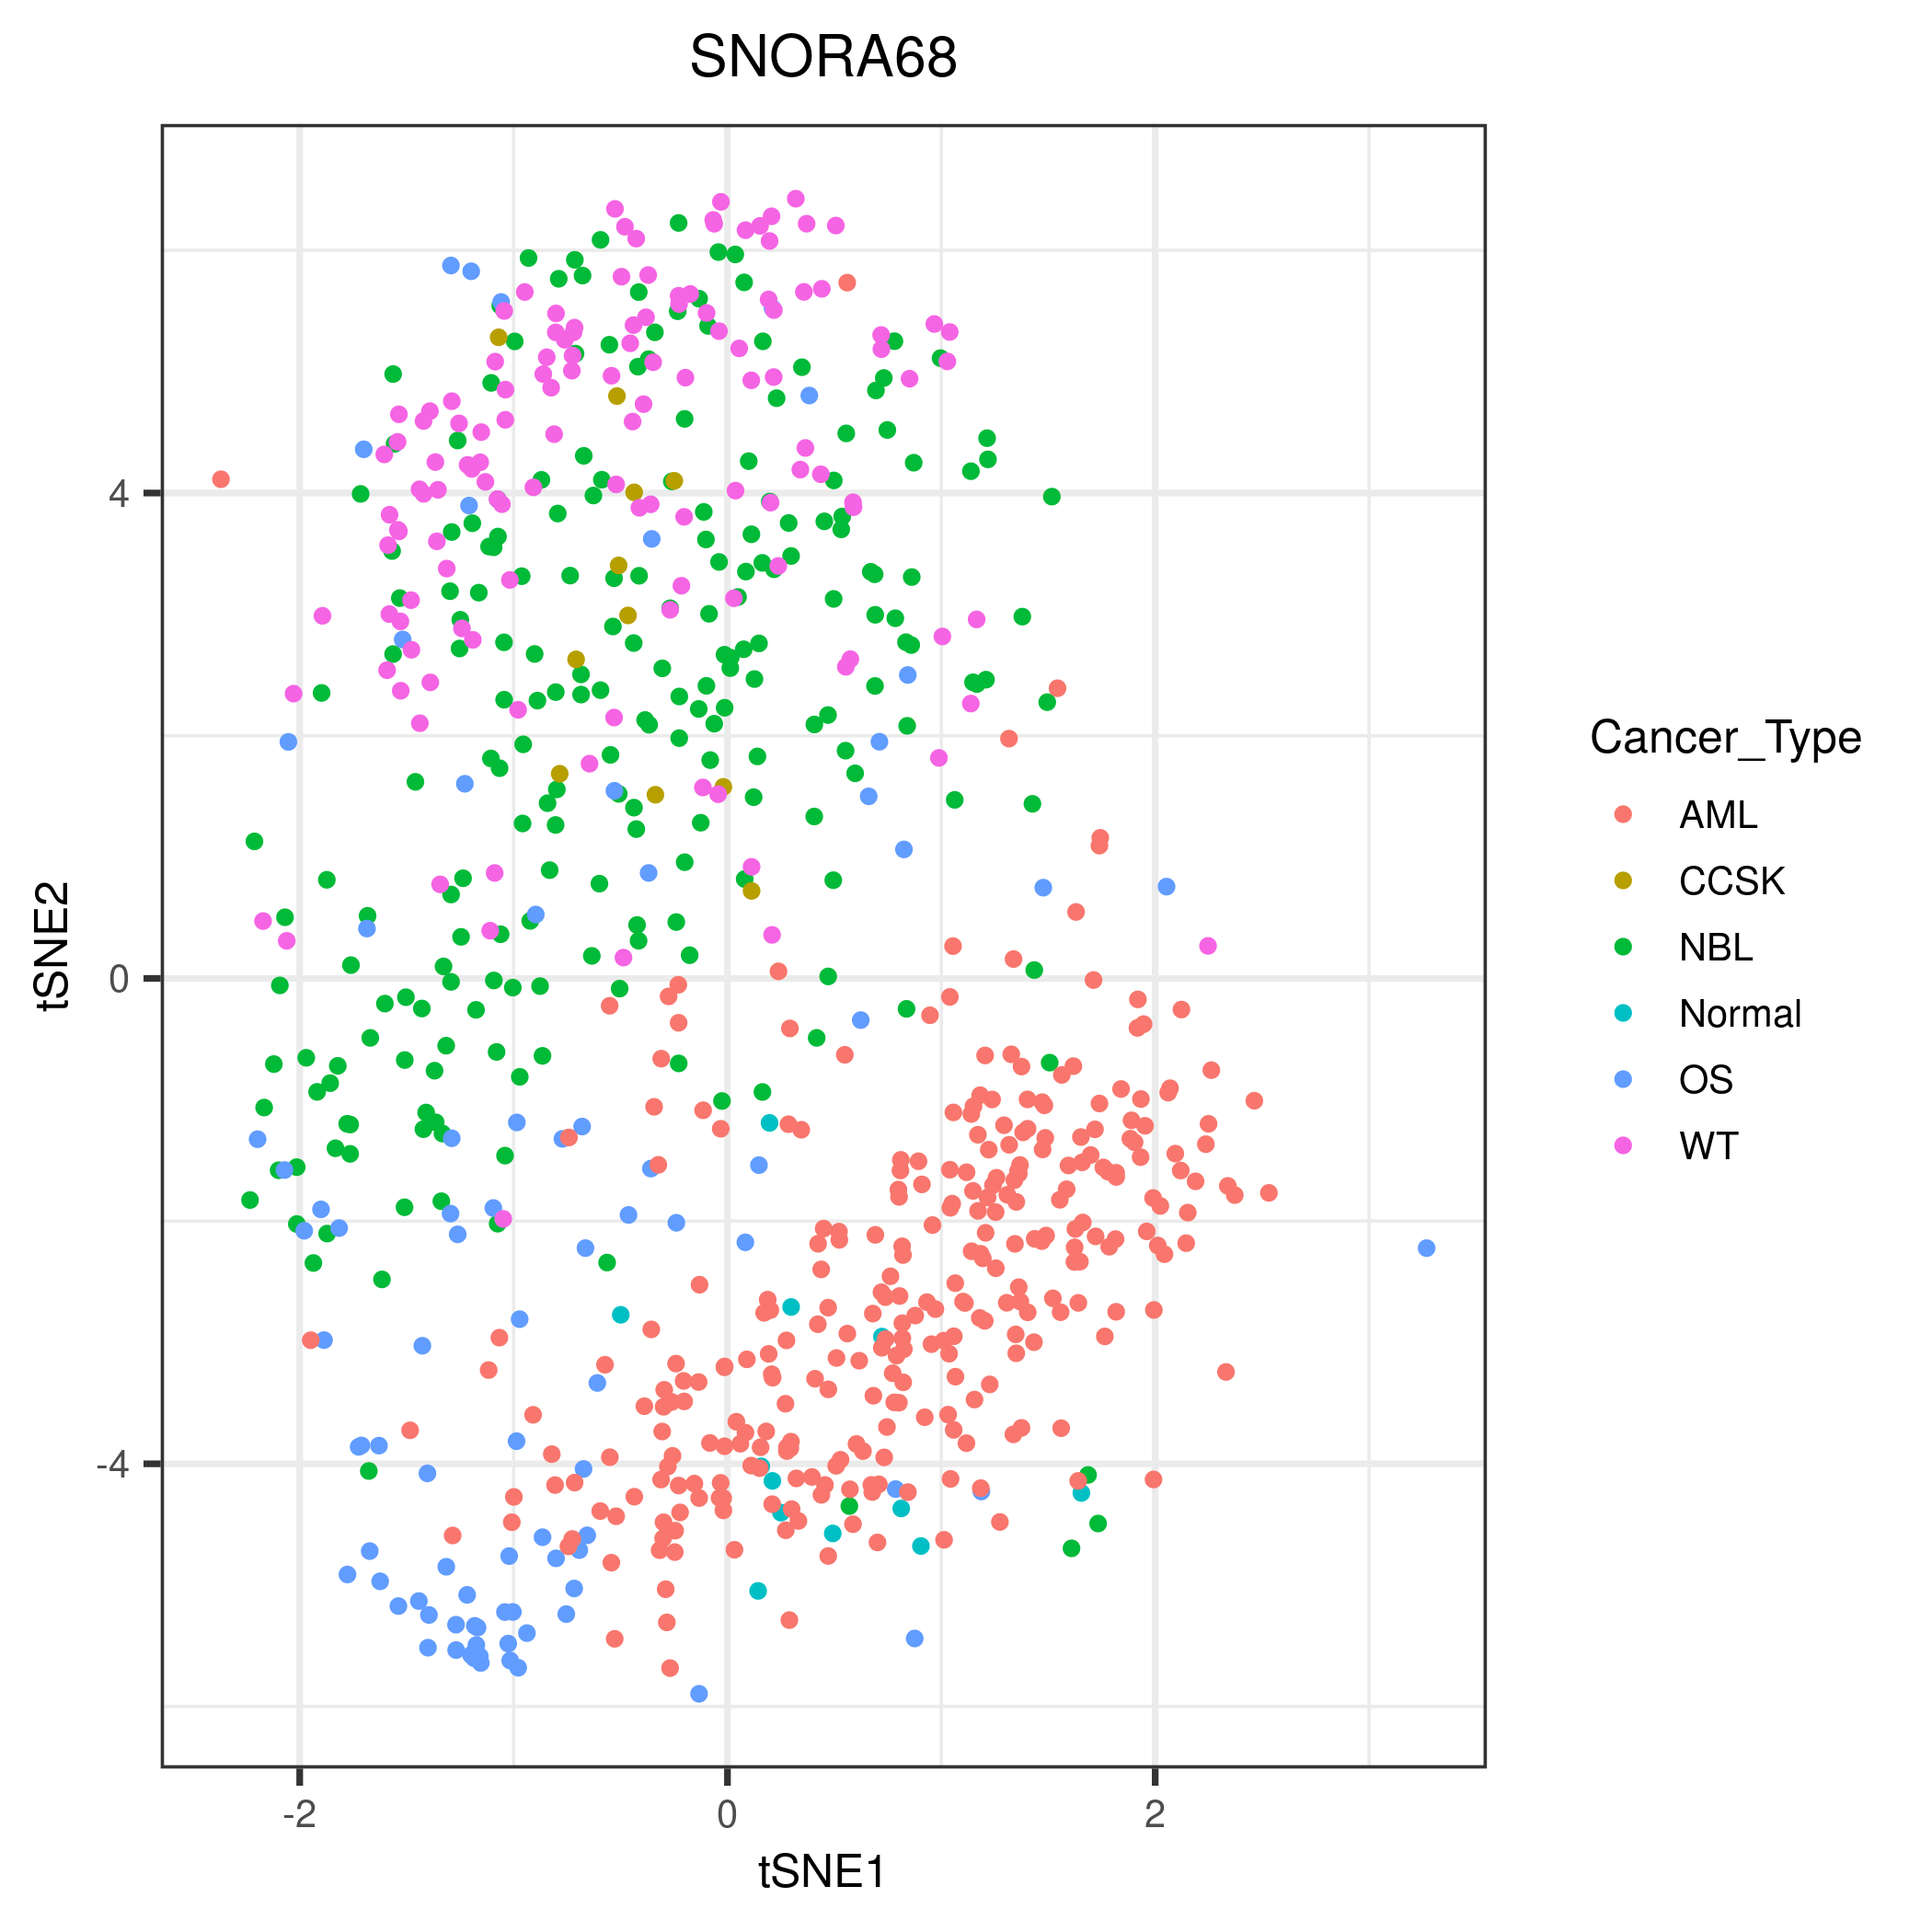 SNORA68
tSNE2
4
0
-4
-2 0 2
tSNE1
Cancer_Type
AML
CCSK
NBL
Normal
OS
WT